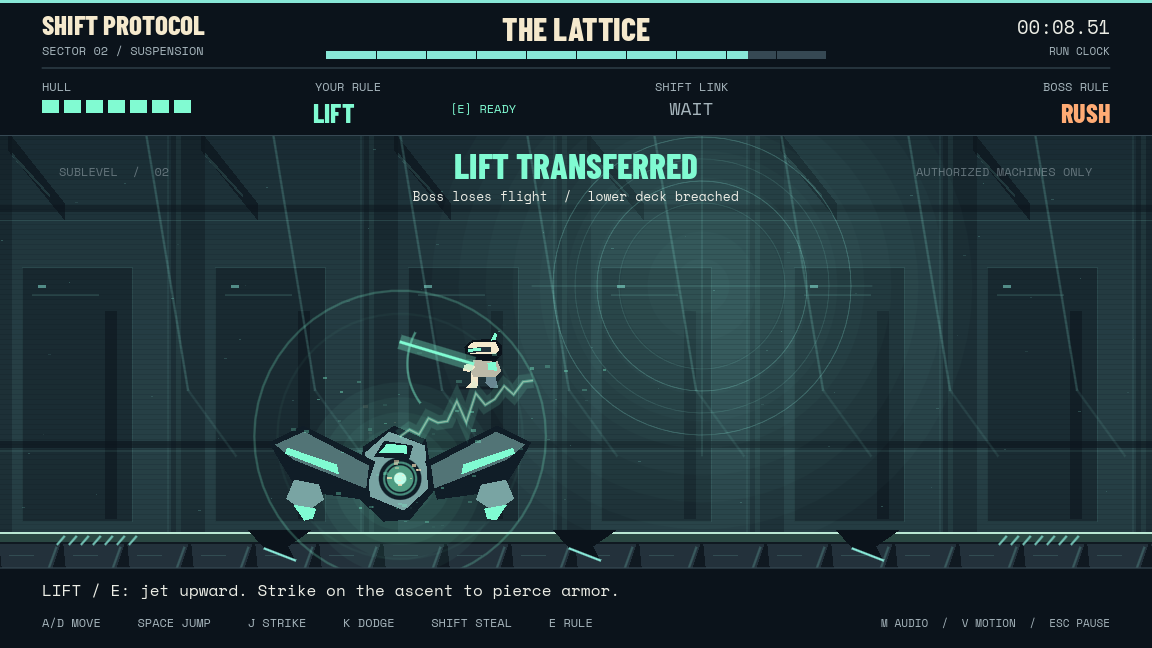 SHIFT PROTOCOL
THE LATTICE
00:08.51
SECTOR 02 / SUSPENSION
RUN CLOCK
HULL
YOUR RULE
SHIFT LINK
BOSS RULE
LIFT
[E] READY
WAIT
RUSH
LIFT TRANSFERRED
SUBLEVEL / 02
AUTHORIZED MACHINES ONLY
Boss loses flight / lower deck breached
LIFT / E: jet upward. Strike on the ascent to pierce armor.
A/D MOVE SPACE JUMP J STRIKE K DODGE SHIFT STEAL E RULE
M AUDIO / V MOTION / ESC PAUSE